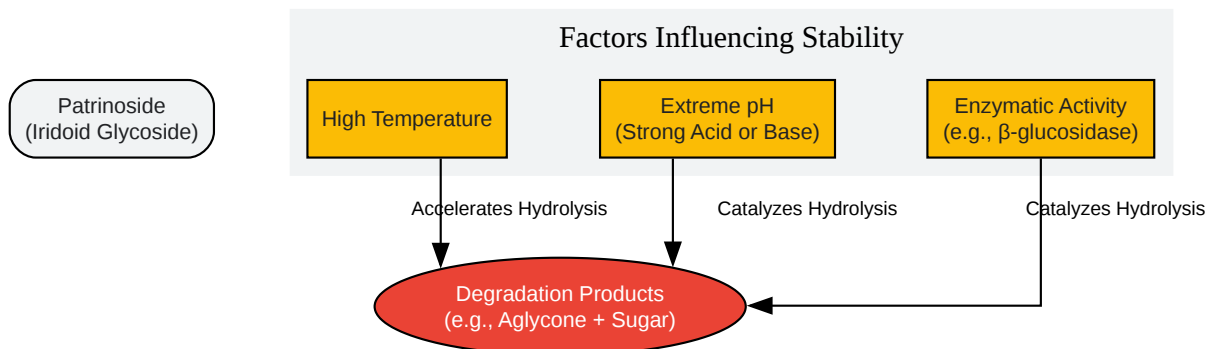 Factors Influencing Stability
Patrinoside
(Iridoid Glycoside)
High Temperature
Extreme pH
(Strong Acid or Base)
Enzymatic Activity
(e.g., β-glucosidase)
Accelerates Hydrolysis
Catalyzes Hydrolysis
Catalyzes Hydrolysis
Degradation Products
(e.g., Aglycone + Sugar)